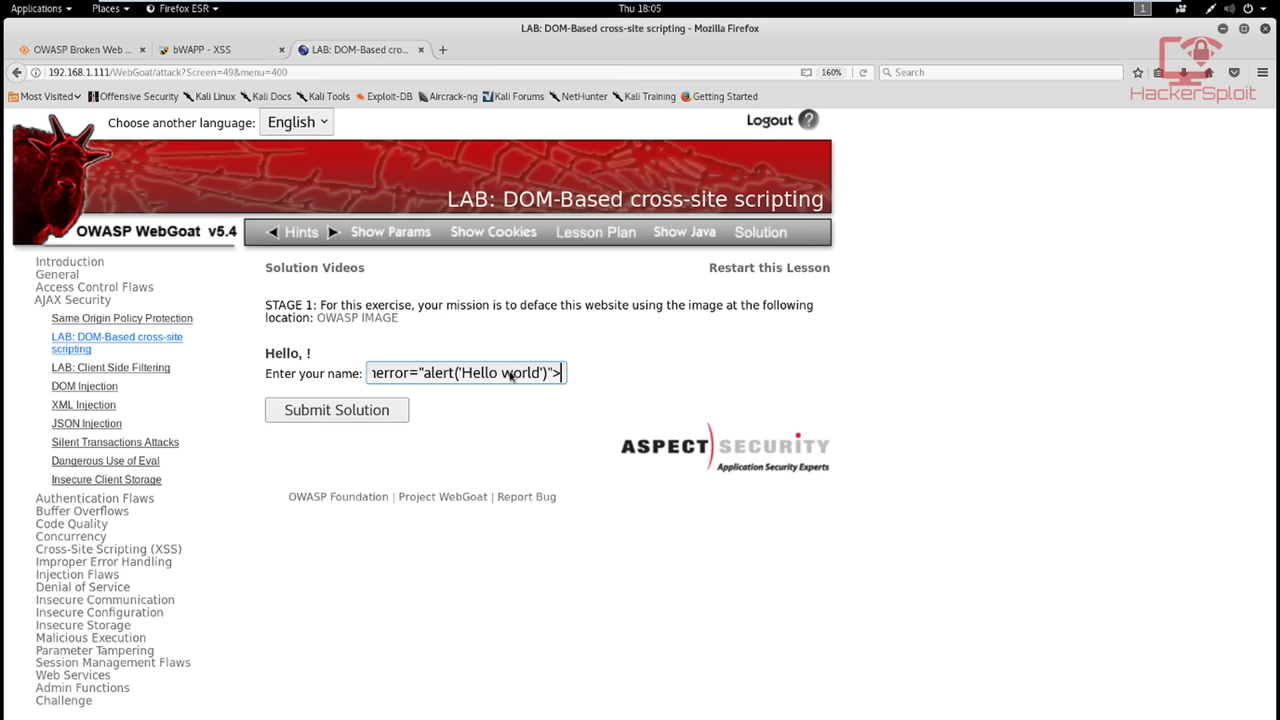 Applications Places Firefox ESR Thu 18:05 1
LAB: DOM-Based cross-site scripting - Mozilla Firefox
OWASP Broken Web ... × bWAPP - XSS × LAB: DOM-Based cro... × +
192.168.1.111/WebGoat/attack?Screen=49&menu=400 160% Search
Most Visited Offensive Security Kali Linux Kali Docs Kali Tools Exploit-DB Aircrack-ng Kali Forums NetHunter Kali Training Getting Started
HackerSploit
Choose another language: English Logout ?
LAB: DOM-Based cross-site scripting
OWASP WebGoat v5.4 Hints Show Params Show Cookies Lesson Plan Show Java Solution
Introduction
General
Access Control Flaws
AJAX Security
Same Origin Policy Protection
LAB: DOM-Based cross-site
scripting
LAB: Client Side Filtering
DOM Injection
XML Injection
JSON Injection
Silent Transactions Attacks
Dangerous Use of Eval
Insecure Client Storage
Authentication Flaws
Buffer Overflows
Code Quality
Concurrency
Cross-Site Scripting (XSS)
Improper Error Handling
Injection Flaws
Denial of Service
Insecure Communication
Insecure Configuration
Insecure Storage
Malicious Execution
Parameter Tampering
Session Management Flaws
Web Services
Admin Functions
Challenge
Solution Videos Restart this Lesson
STAGE 1: For this exercise, your mission is to deface this website using the image at the following
location: OWASP IMAGE
Hello, !
Enter your name: nerror="alert('Hello world')">
Submit Solution
ASPECT SECURITY
Application Security Experts
OWASP Foundation | Project WebGoat | Report Bug